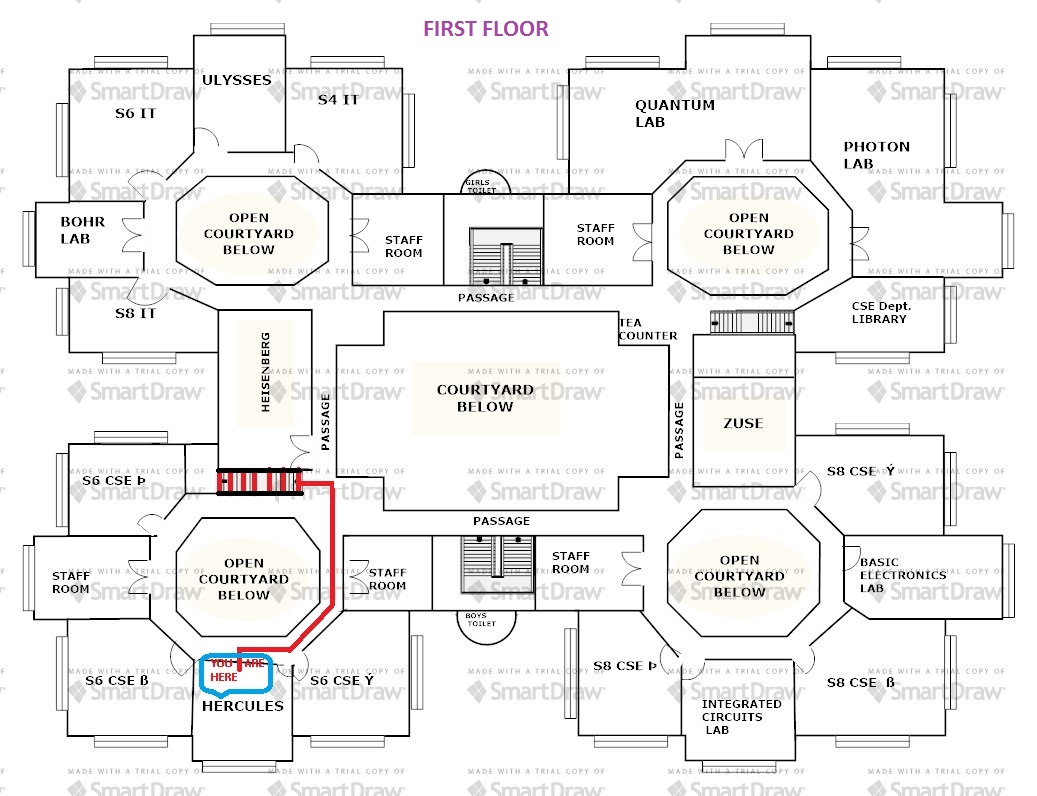 FIRST FLOOR
MADE WITH A TRIAL COPY OF
SmartDraw
ULYSSES
S6 IT
S4 IT
QUANTUM
LAB
PHOTON
LAB
GIRLS
TOILET
BOHR
LAB
OPEN
COURTYARD
BELOW
STAFF
ROOM
STAFF
ROOM
OPEN
COURTYARD
BELOW
PASSAGE
S8 IT
CSE Dept.
LIBRARY
TEA
COUNTER
HEISENBERG
PASSAGE
COURTYARD
BELOW
PASSAGE
ZUSE
S6 CSE Þ
S8 CSE Ý
PASSAGE
STAFF
ROOM
OPEN
COURTYARD
BELOW
STAFF
ROOM
STAFF
ROOM
OPEN
COURTYARD
BELOW
BASIC
ELECTRONICS
LAB
BOYS
TOILET
YOU ARE
HERE
S6 CSE ß
HERCULES
S6 CSE Ý
S8 CSE Þ
INTEGRATED
CIRCUITS
LAB
S8 CSE ß